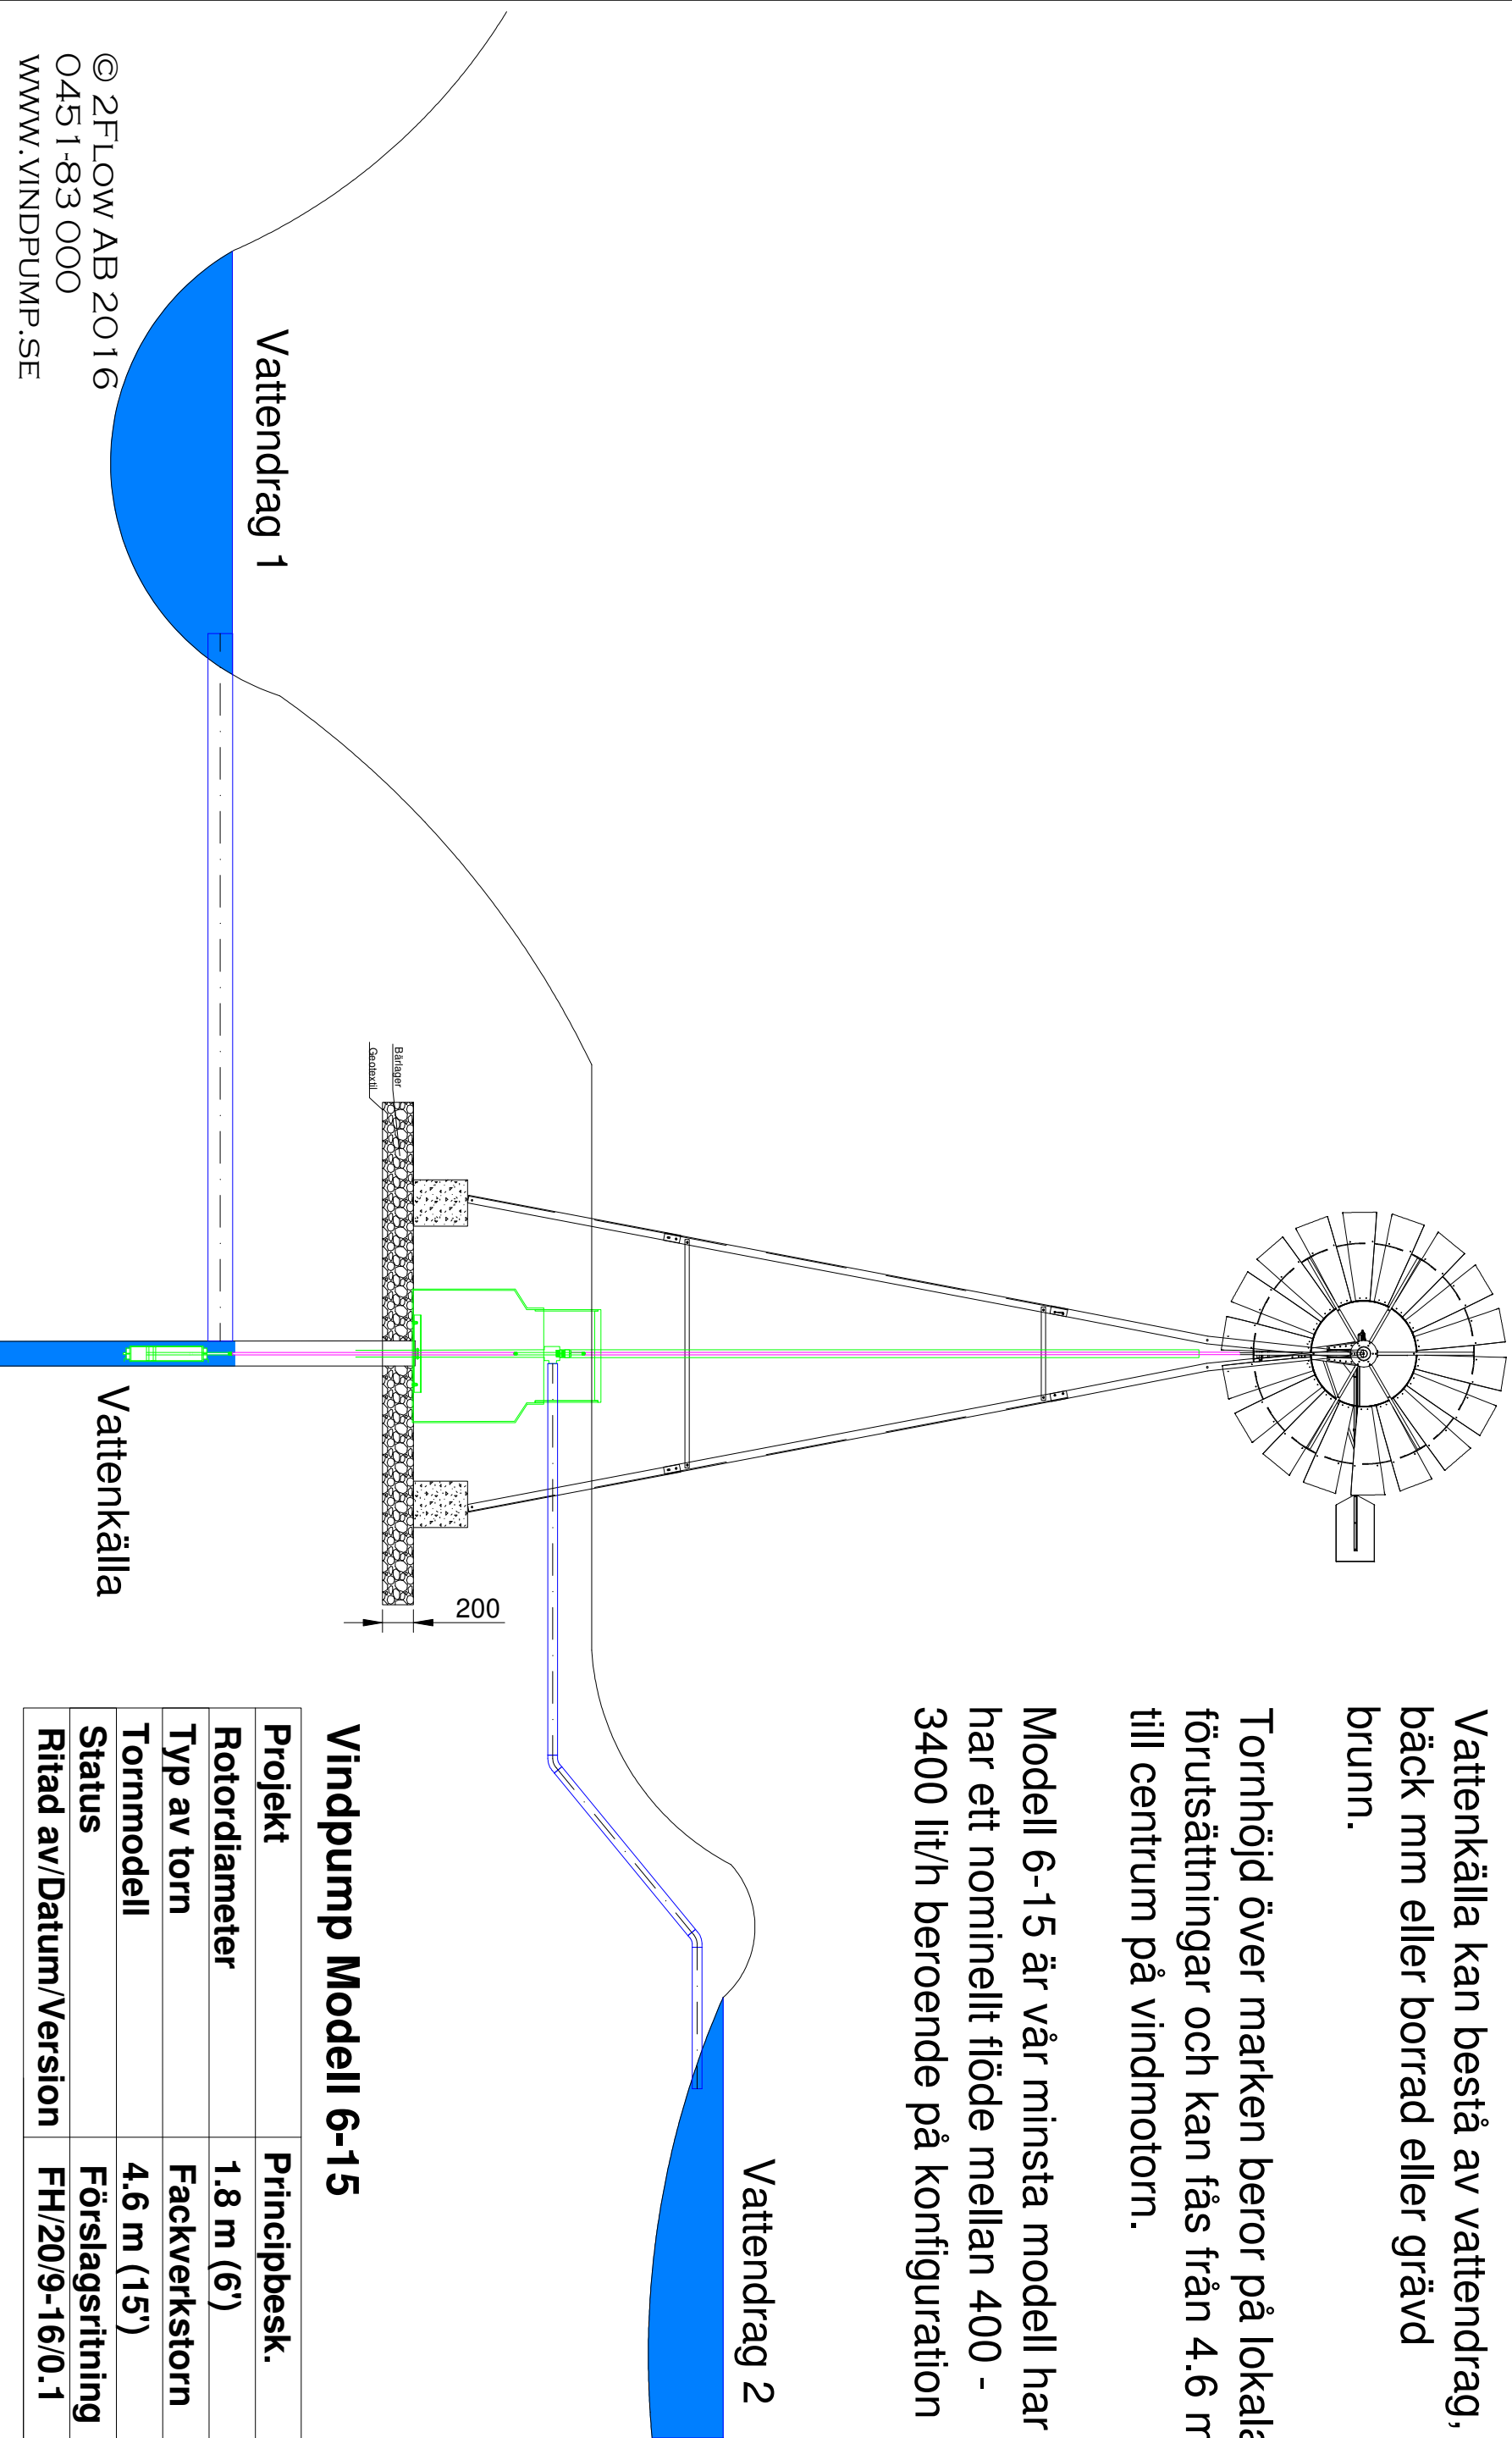 Vattenkälla kan bestå av vattendrag,
bäck mm eller borrad eller grävd
brunn.
Tornhöjd över marken beror på lokala
förutsättningar och kan fås från 4.6 m
till centrum på vindmotorn.
Modell 6-15 är vår minsta modell har
har ett nominellt flöde mellan 400 -
3400 lit/h beroende på konfiguration
Vattendrag 2
200
Bärlager
Geotextil
Vattendrag 1
Vattenkälla
Vindpump Modell 6-15
Projekt Principbesk.
Rotordiameter 1.8 m (6')
Typ av torn Fackverkstorn
Tornmodell 4.6 m (15')
Status Förslagsritning
Ritad av/Datum/Version FH/20/9-16/0.1
© 2FLOW AB 2016
0451-83 000
WWW.VINDPUMP.SE